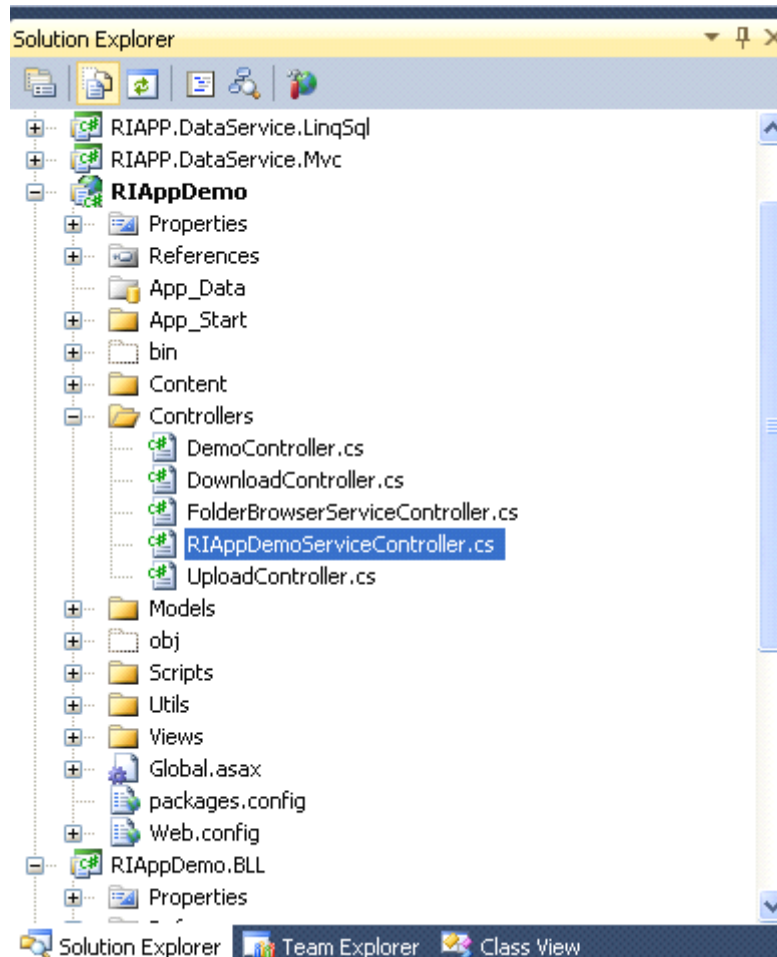 Solution Explorer
RIAPP.DataService.LinqSql
RIAPP.DataService.Mvc
RIAppDemo
Properties
References
App_Data
App_Start
bin
Content
Controllers
DemoController.cs
DownloadController.cs
FolderBrowserServiceController.cs
RIAppDemoServiceController.cs
UploadController.cs
Models
obj
Scripts
Utils
Views
Global.asax
packages.config
Web.config
RIAppDemo.BLL
Properties
Solution Explorer Team Explorer Class View